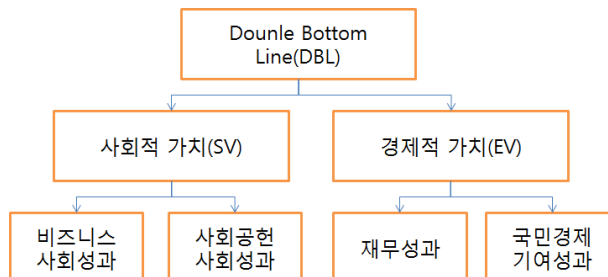 Dounle Bottom
Line(DBL)
사회적 가치(SV)
경제적 가치(EV)
비즈니스
사회성과
사회공헌
사회성과
재무성과
국민경제
기여성과